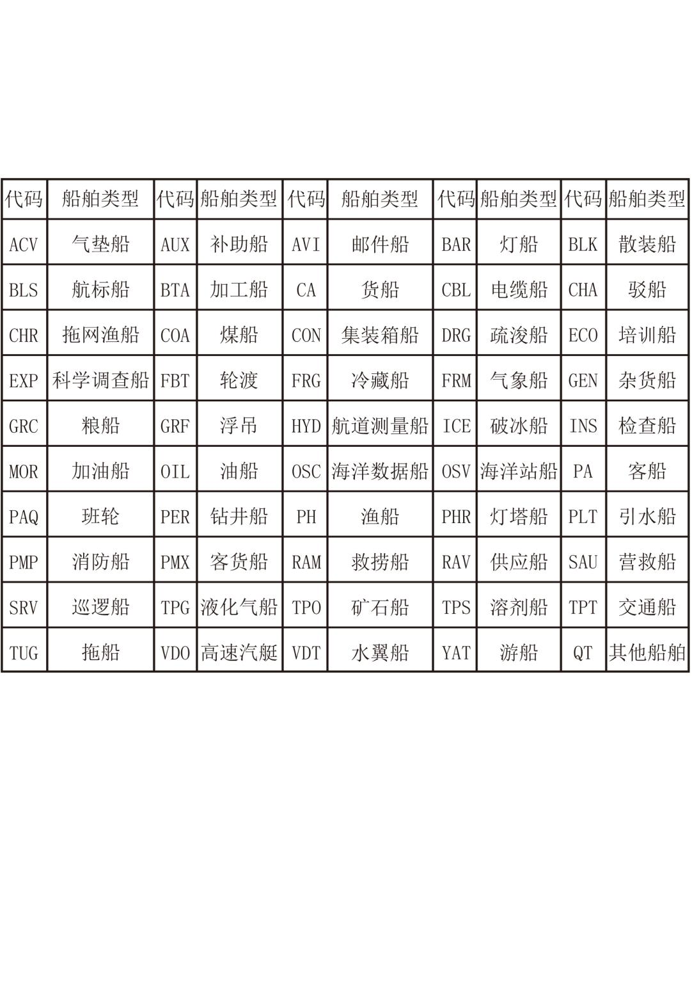 代码 船舶类型 代码 船舶类型 代码 船舶类型 代码 船舶类型 代码 船舶类型
ACV 气垫船 AUX 补助船 AVI 邮件船 BAR 灯船 BLK 散装船
BLS 航标船 BTA 加工船 CA 货船 CBL 电缆船 CHA 驳船
CHR 拖网渔船 COA 煤船 CON 集装箱船 DRG 疏浚船 ECO 培训船
EXP 科学调查船 FBT 轮渡 FRG 冷藏船 FRM 气象船 GEN 杂货船
GRC 粮船 GRF 浮吊 HYD 航道测量船 ICE 破冰船 INS 检查船
MOR 加油船 OIL 油船 OSC 海洋数据船 OSV 海洋站船 PA 客船
PAQ 班轮 PER 钻井船 PH 渔船 PHR 灯塔船 PLT 引水船
PMP 消防船 PMX 客货船 RAM 救捞船 RAV 供应船 SAU 营救船
SRV 巡逻船 TPG 液化气船 TPO 矿石船 TPS 溶剂船 TPT 交通船
TUG 拖船 VDO 高速汽艇 VDT 水翼船 YAT 游船 QT 其他船舶